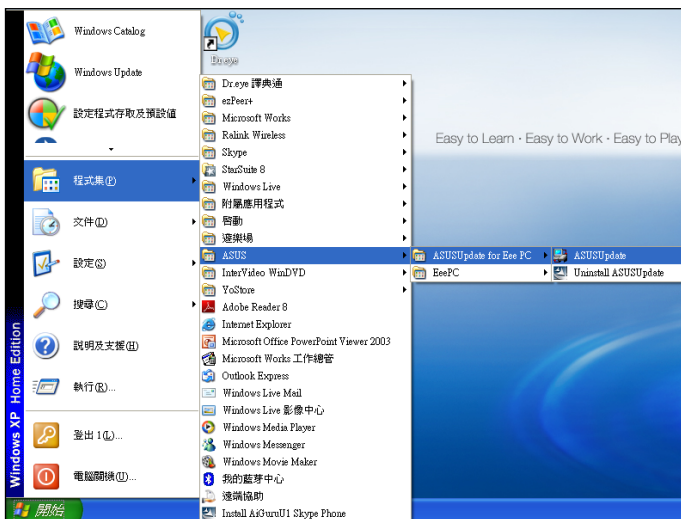 Windows Catalog
Windows Update
設定程式存取及預設值
程式集(P)
文件(D)
設定(S)
搜尋(C)
說明及支援(H)
執行(R)...
登出 1(L)...
電腦關機(U)...
Windows XP Home Edition
開始
Dr.eye
Dr.eye 譯典通
ezPeer+
Microsoft Works
Ralink Wireless
Skype
StarSuite 8
Windows Live
附屬應用程式
啟動
遊樂場
ASUS
InterVideo WinDVD
YoStore
Adobe Reader 8
Internet Explorer
Microsoft Office PowerPoint Viewer 2003
Microsoft Works 工作總管
Outlook Express
Windows Live Mail
Windows Live 影像中心
Windows Media Player
Windows Messenger
Windows Movie Maker
我的藍芽中心
遠端協助
Install AiGuruU1 Skype Phone
ASUSUpdate for Eee PC
EeePC
ASUSUpdate
Uninstall ASUSUpdate
Easy to Learn · Easy to Work · Easy to Play